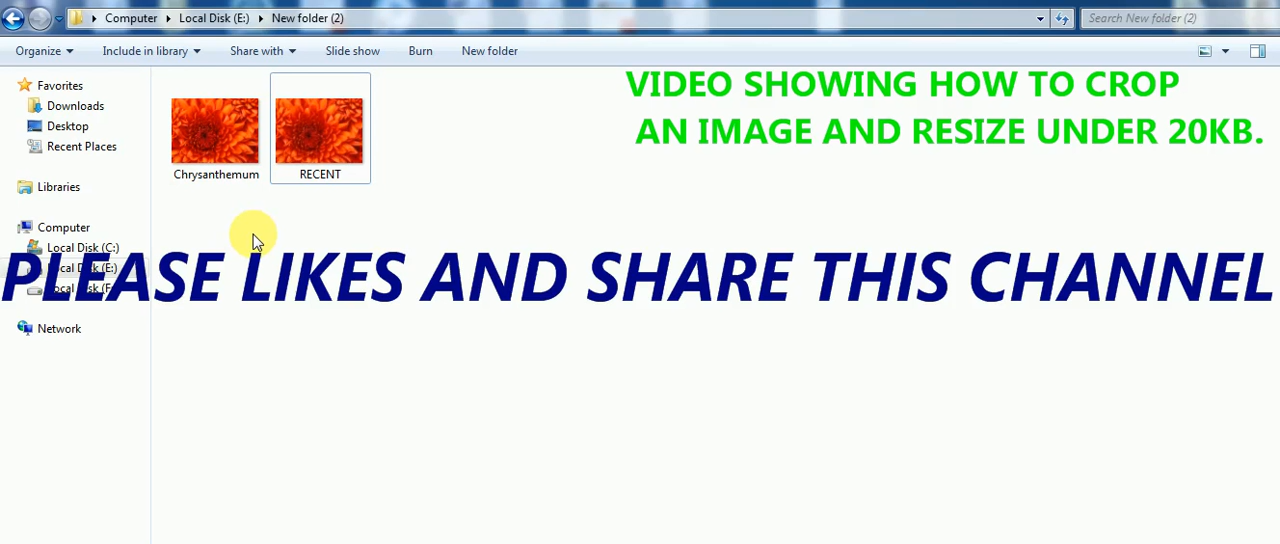 Computer Local Disk (E:) New folder (2) Search New folder (2)
Organize Include in library Share with Slide show Burn New folder
VIDEO SHOWING HOW TO CROP
AN IMAGE AND RESIZE UNDER 20KB.
Favorites
Downloads
Desktop
Recent Places
Chrysanthemum RECENT
Libraries
Computer
Local Disk (C:)
Local Disk (E:)
PLEASE LIKES AND SHARE THIS CHANNEL
Network